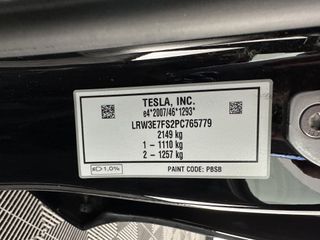 TESLA, INC.
e4*2007/46*1293*
LRW3E7FS2PC765779
2149 kg
1 - 1110 kg
2 - 1257 kg
1,0%
PAINT CODE: PBSB